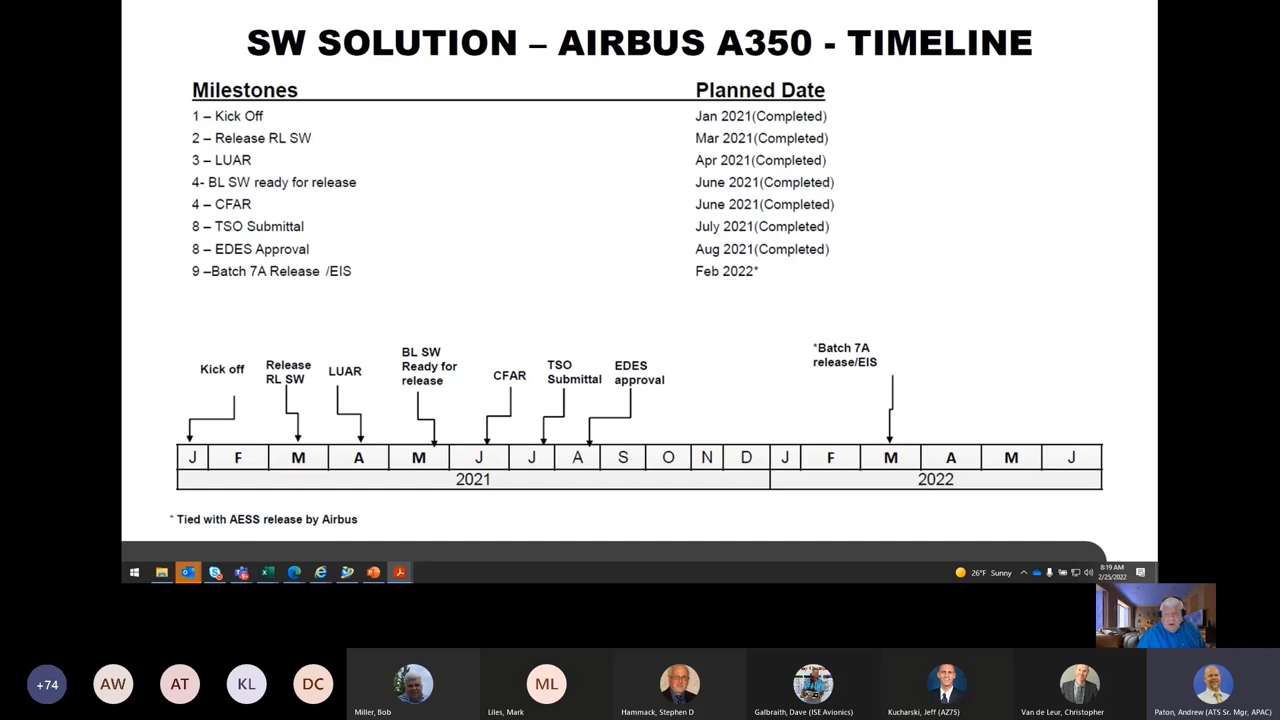 SW SOLUTION – AIRBUS A350 - TIMELINE
Milestones Planned Date
1 – Kick Off Jan 2021(Completed)
2 – Release RL SW Mar 2021(Completed)
3 – LUAR Apr 2021(Completed)
4- BL SW ready for release June 2021(Completed)
4 – CFAR June 2021(Completed)
8 – TSO Submittal July 2021(Completed)
8 – EDES Approval Aug 2021(Completed)
9 –Batch 7A Release /EIS Feb 2022*
Kick off
Release
RL SW
LUAR
BL SW
Ready for
release
CFAR
TSO
Submittal
EDES
approval
*Batch 7A
release/EIS
J F M A M J J A S O N D J F M A M J
2021 2022
* Tied with AESS release by Airbus
26°F Sunny
8:19 AM
2/25/2022
+74
AW
AT
KL
DC
ML
Miller, Bob
Liles, Mark
Hammack, Stephen D
Galbraith, Dave (ISE Avionics)
Kucharski, Jeff (AZ75)
Van de Leur, Christopher
Paton, Andrew (ATS Sr. Mgr, APAC)